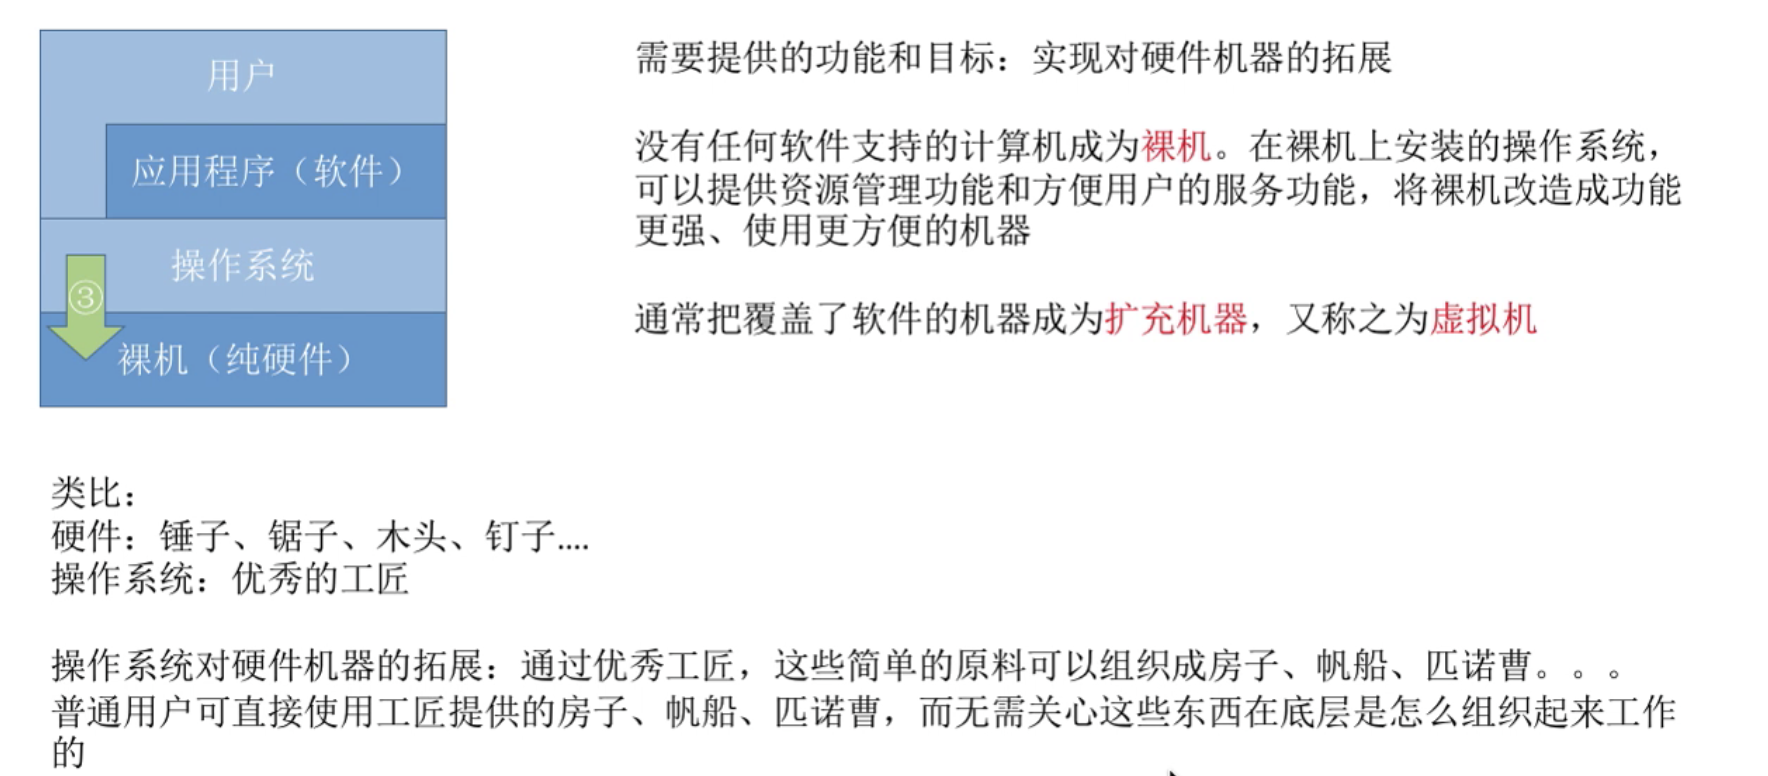 用户
应用程序（软件）
操作系统
③
裸机（纯硬件）
需要提供的功能和目标：实现对硬件机器的拓展
没有任何软件支持的计算机成为裸机。在裸机上安装的操作系统，
可以提供资源管理功能和方便用户的服务功能，将裸机改造成功能
更强、使用更方便的机器
通常把覆盖了软件的机器成为扩充机器，又称之为虚拟机
类比：
硬件：锤子、锯子、木头、钉子....
操作系统：优秀的工匠
操作系统对硬件机器的拓展：通过优秀工匠，这些简单的原料可以组织成房子、帆船、匹诺曹。。。
普通用户可直接使用工匠提供的房子、帆船、匹诺曹，而无需关心这些东西在底层是怎么组织起来工作
的